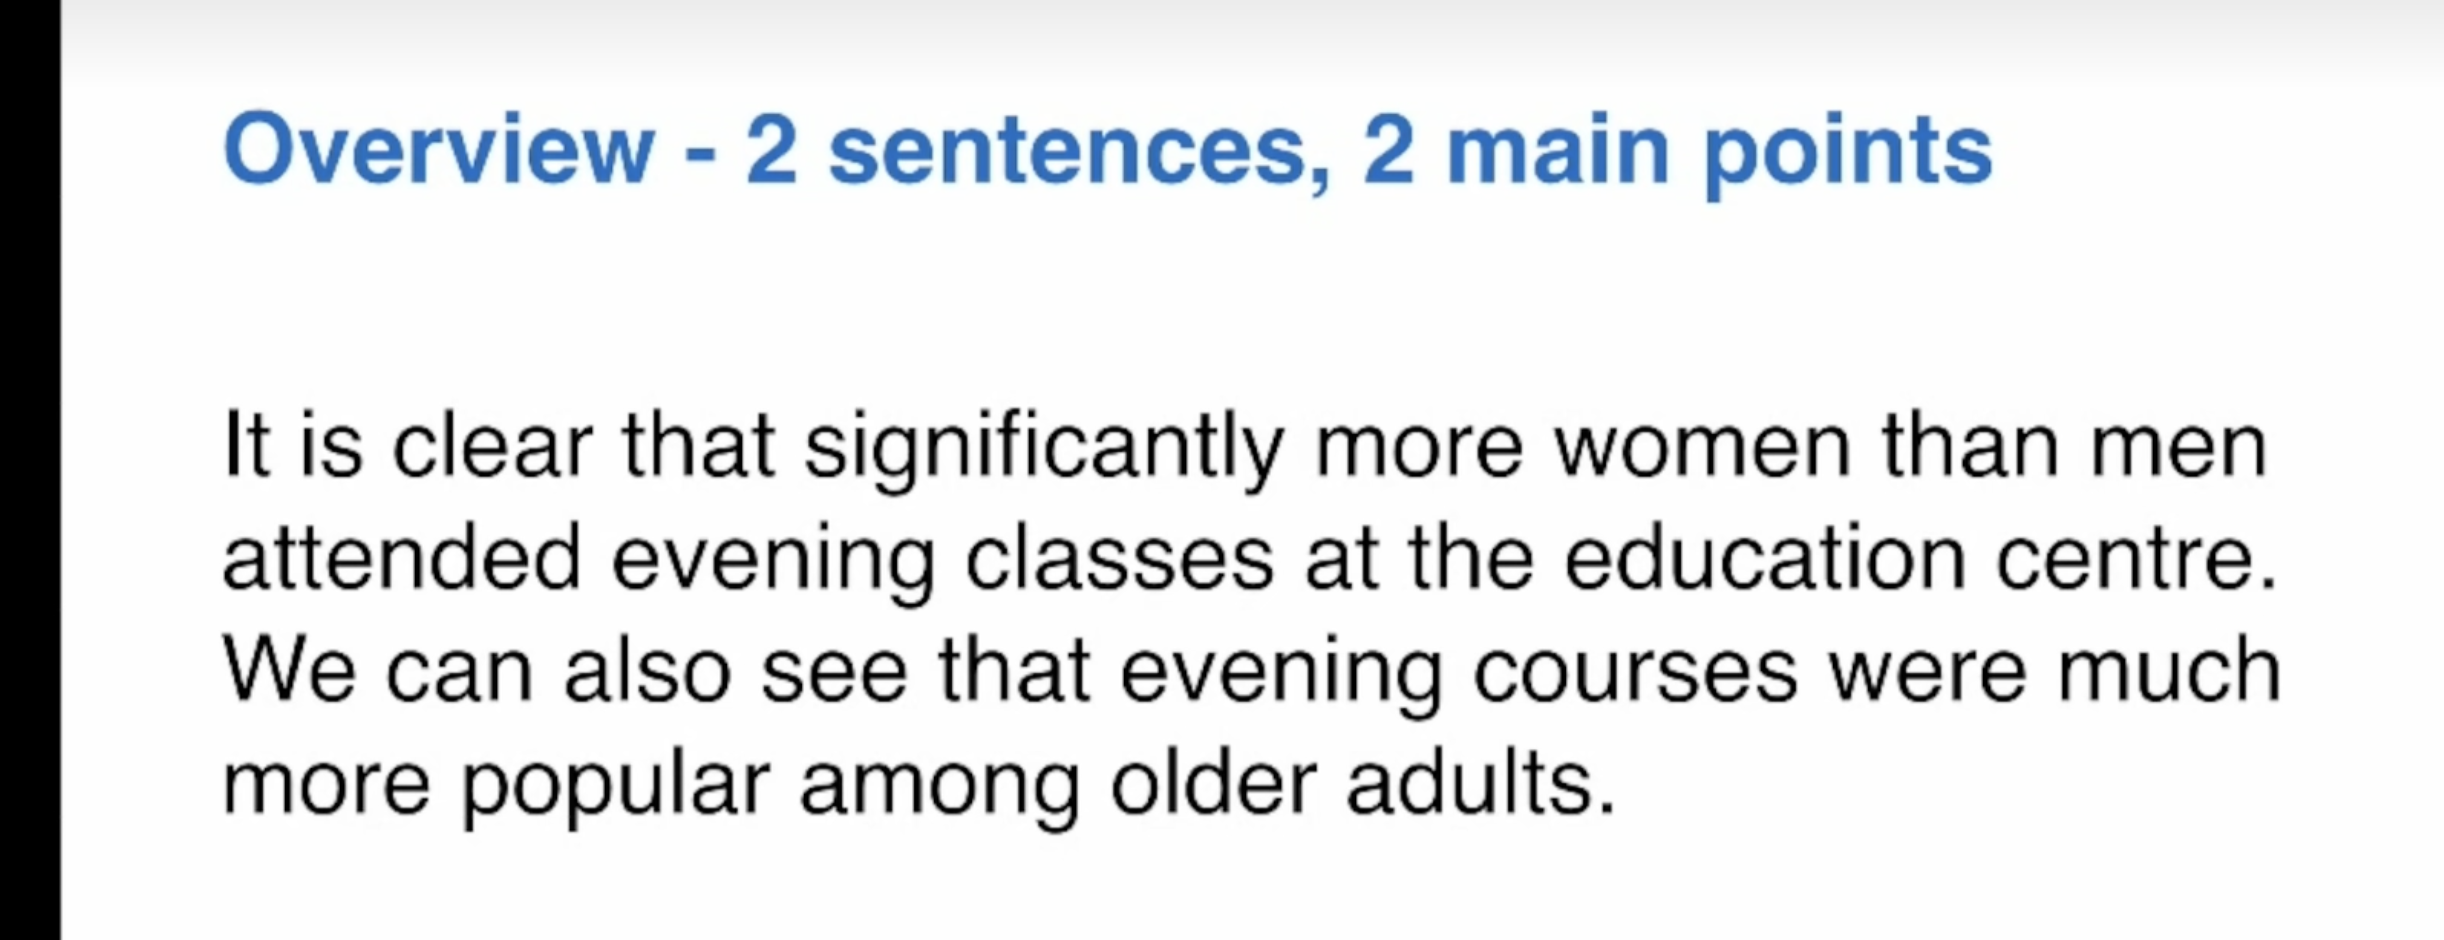 Overview - 2 sentences, 2 main points
It is clear that significantly more women than men
attended evening classes at the education centre.
We can also see that evening courses were much
more popular among older adults.